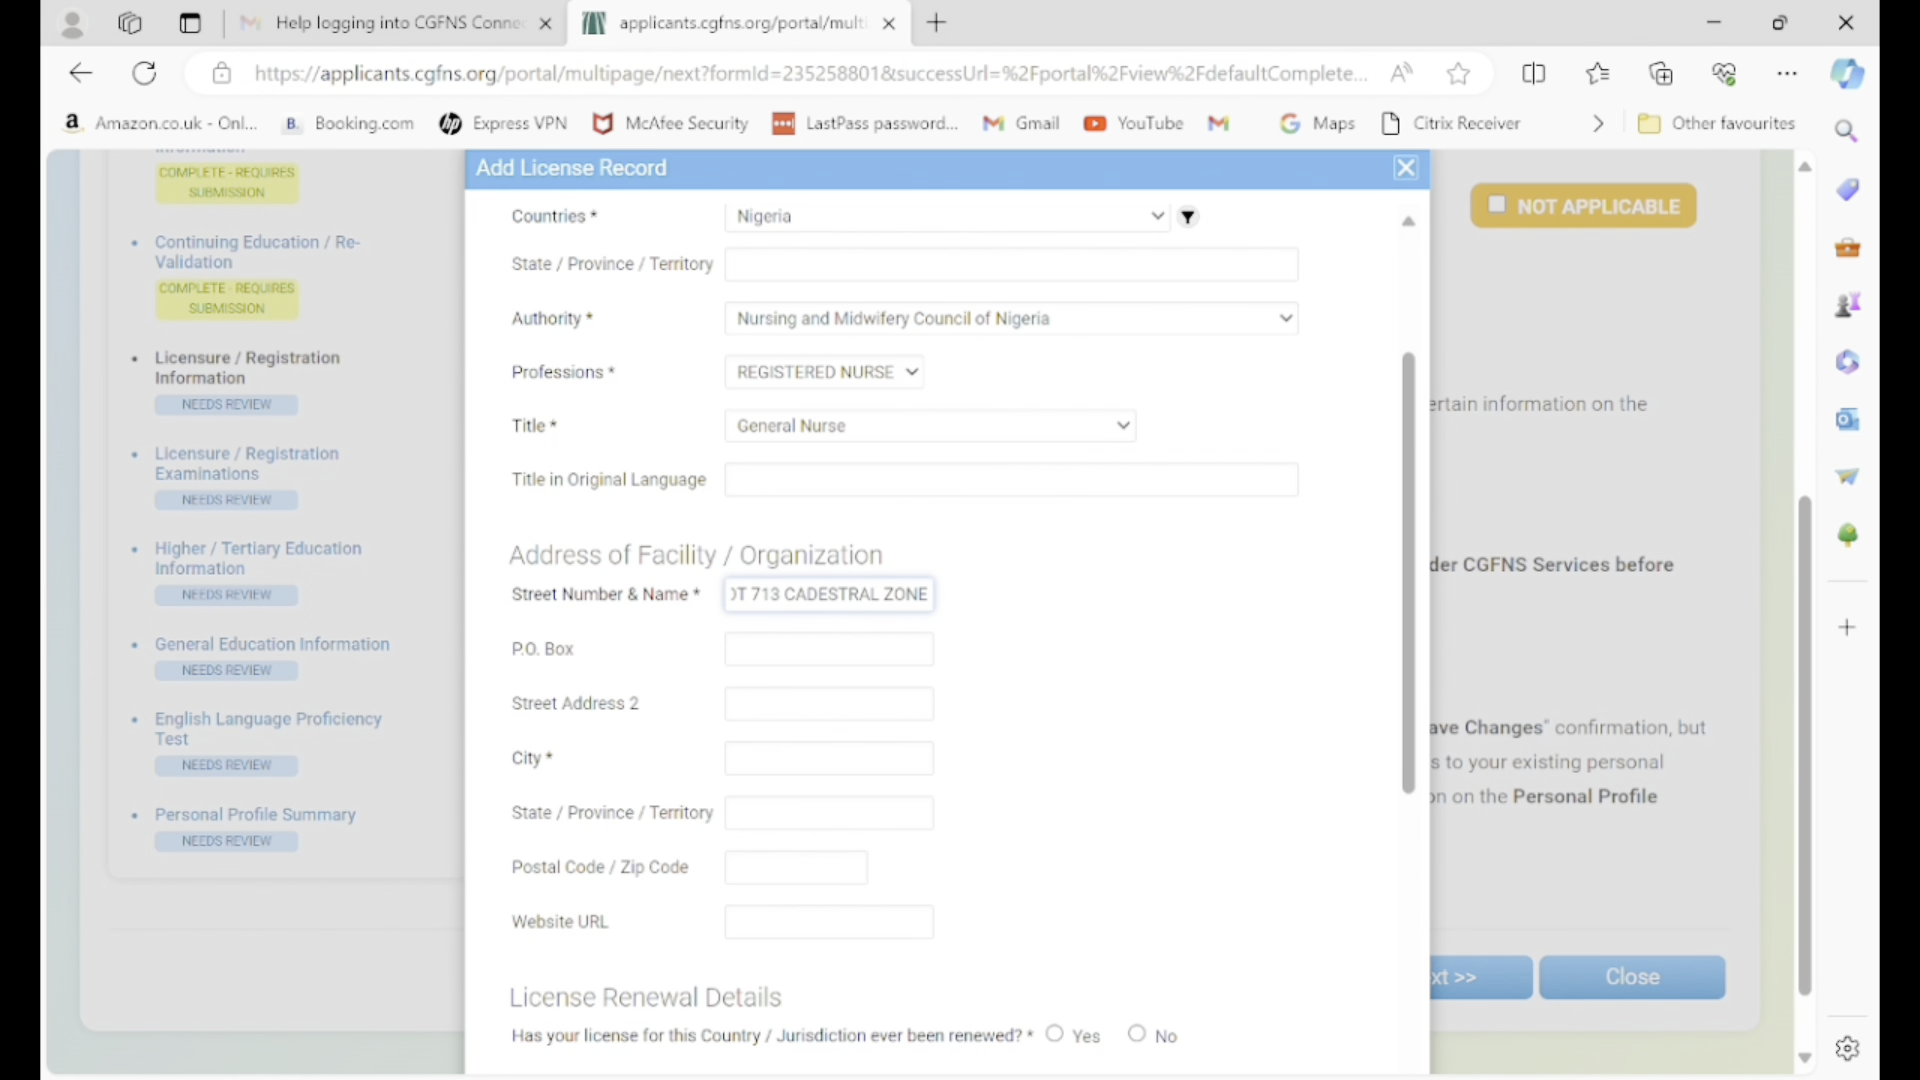 Help logging into CGFNS Connec
applicants.cgfns.org/portal/multi
https://applicants.cgfns.org/portal/multipage/next?formId=235258801&successUrl=%2Fportal%2Fview%2FdefaultComplete...
Amazon.co.uk - Onl...
B. Booking.com
Express VPN
McAfee Security
LastPass password...
Gmail
YouTube
Maps
Citrix Receiver
Other favourites
Information
COMPLETE - REQUIRES
SUBMISSION
Continuing Education / Re-
Validation
COMPLETE - REQUIRES
SUBMISSION
Licensure / Registration
Information
NEEDS REVIEW
Licensure / Registration
Examinations
NEEDS REVIEW
Higher / Tertiary Education
Information
NEEDS REVIEW
General Education Information
NEEDS REVIEW
English Language Proficiency
Test
NEEDS REVIEW
Personal Profile Summary
NEEDS REVIEW
Add License Record
Countries * Nigeria
State / Province / Territory
Authority * Nursing and Midwifery Council of Nigeria
Professions * REGISTERED NURSE
Title * General Nurse
Title in Original Language
Address of Facility / Organization
Street Number & Name * OT 713 CADESTRAL ZONE
P.O. Box
Street Address 2
City *
State / Province / Territory
Postal Code / Zip Code
Website URL
License Renewal Details
Has your license for this Country / Jurisdiction ever been renewed? * Yes No
NOT APPLICABLE
ertain information on the
der CGFNS Services before
ave Changes" confirmation, but
s to your existing personal
on on the Personal Profile
xt >>
Close